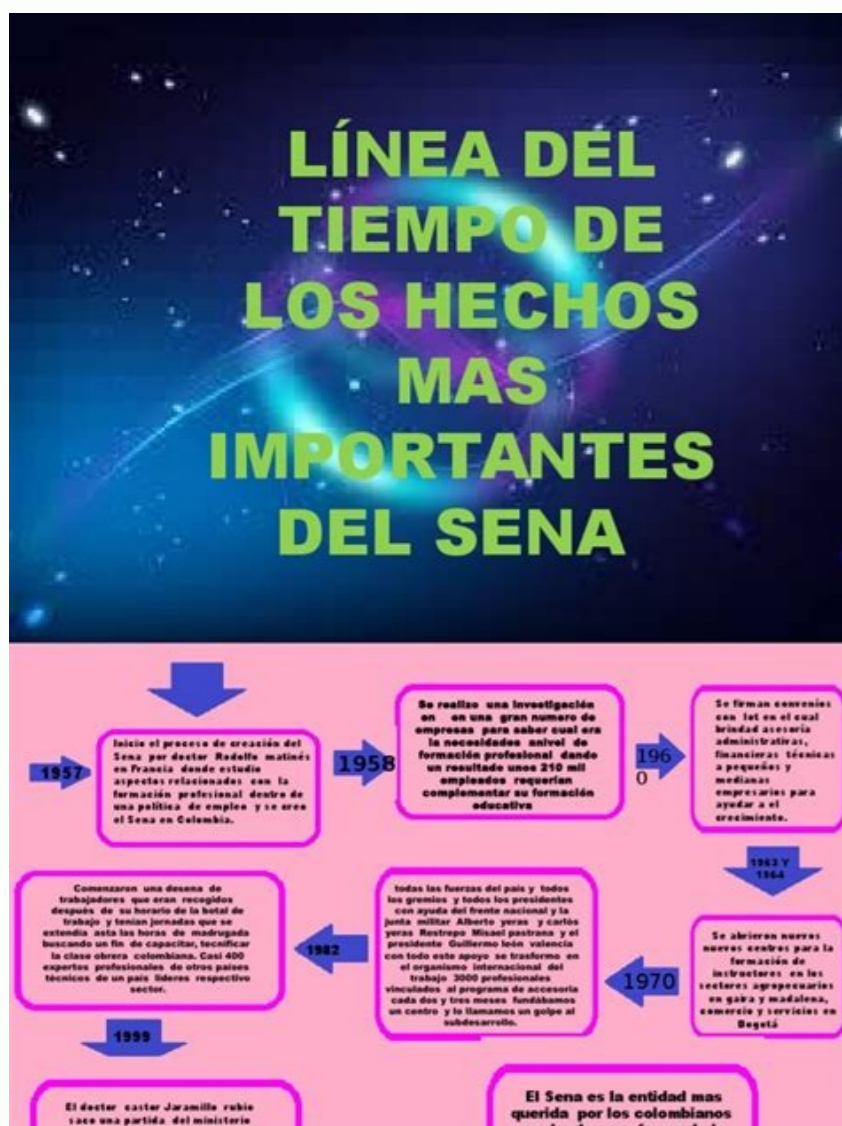 LÍNEA DEL
TIEMPO DE
LOS HECHOS
MAS
IMPORTANTES
DEL SENA
1957
Inicio el proceso de creación del
Sena por doctor Rodolfo matinés
en Francia donde estudio
aspectos relacionados con la
formación profesional dentro de
una política de empleo y se creo
el Sena en Colombia.
1958
Se realizo una investigación
en en una gran numero de
empresas para saber cual era
la necesidades anivel de
formación profesional dando
un resultade unos 210 mil
empleados requerían
complementar su formación
educativa
196
0
Se firman convenios
con lot en el cual
brindad asesoría
administrativas,
financieras técnicas
a pequeños y
medianas
empresarios para
ayudar a el
crecimiento.
1963 Y
1964
Se abrieron nuevos
nuevos centros para la
formación de
instructores en los
sectores agropecuarios
en gaira y madalena,
comercio y servicios en
Bogotá
1970
todas las fuerzas del país y todos
los gremios y todos los presidentes
con ayuda del frente nacional y la
junta militar Alberto yeras y carlós
yeras Restrepo Misael pastrana y el
presidente Guillermo león valencia
con todo este apoyo se trasformo en
el organismo internacional del
trabajo 3000 profesionales
vinculados al programa de accesoria
cada dos y tres meses fundábamos
un centro y lo llamamos un golpe al
subdesarrollo.
1982
Comenzaron una desena de
trabajadores que eran recogidos
después de su horario de la botal de
trabajo y tenían jornadas que se
extendía asta las horas de madrugada
buscando un fin de capacitar, tecnificar
la clase obrera colombiana. Casi 400
expertos profesionales de otros países
técnicos de un país lideres respectivo
sector.
1999
El doctor castor Jaramillo rubio
saco una partida del ministerio
El Sena es la entidad mas
querida por los colombianos